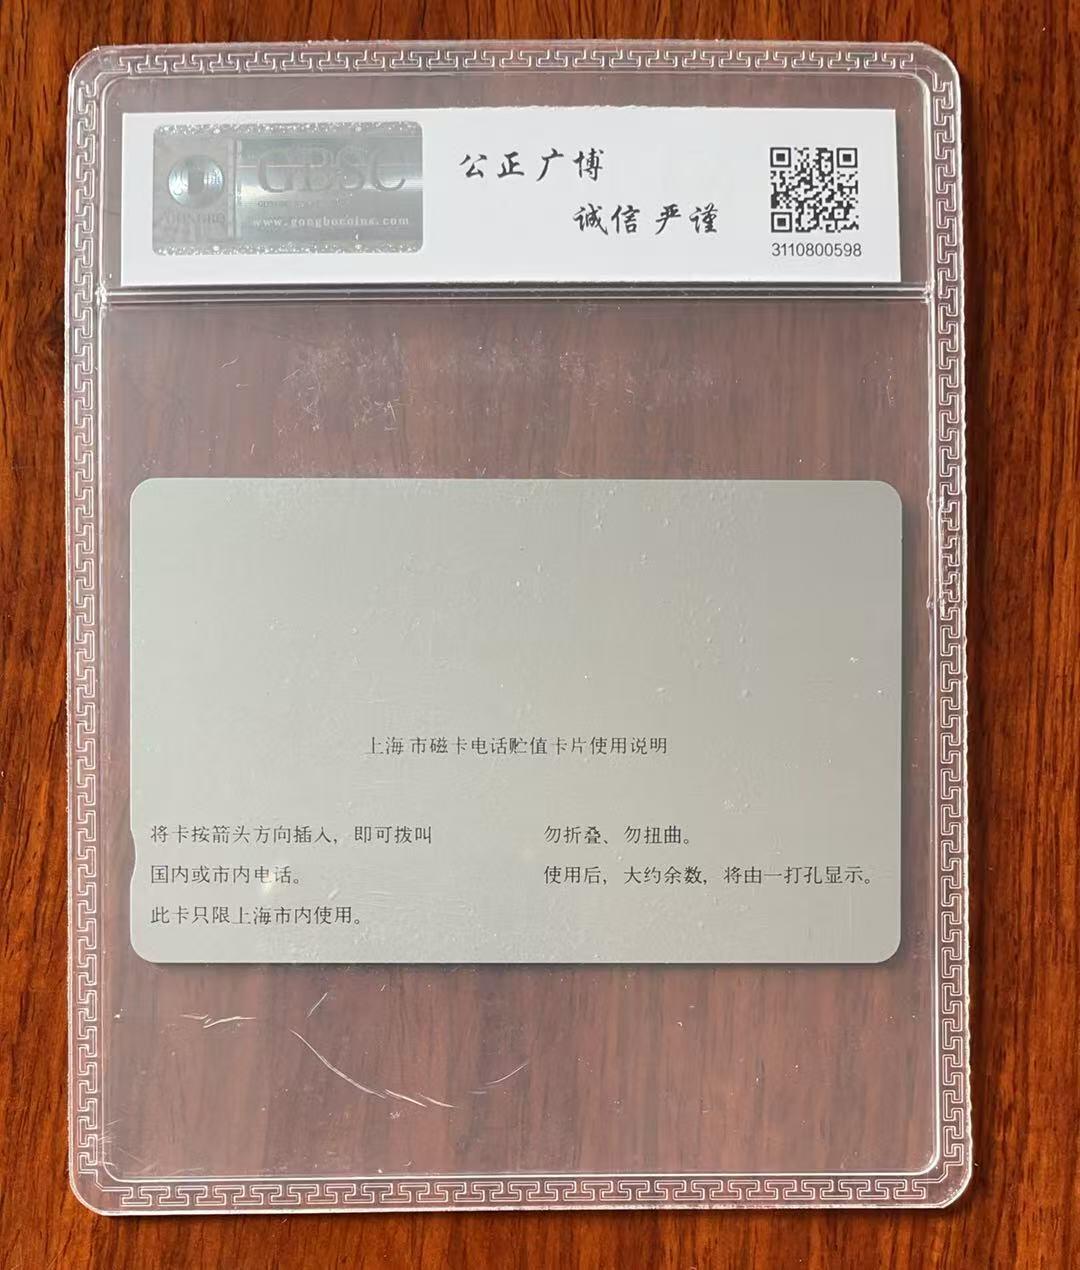 GBSC
www.gongbocoins.com
公正广博
诚信严谨
3110800598
上海市磁卡电话贮值卡片使用说明
将卡按箭头方向插入，即可拨叫
国内或市内电话。
此卡只限上海市内使用。
勿折叠、勿扭曲。
使用后，大约余数，将由一打孔显示。